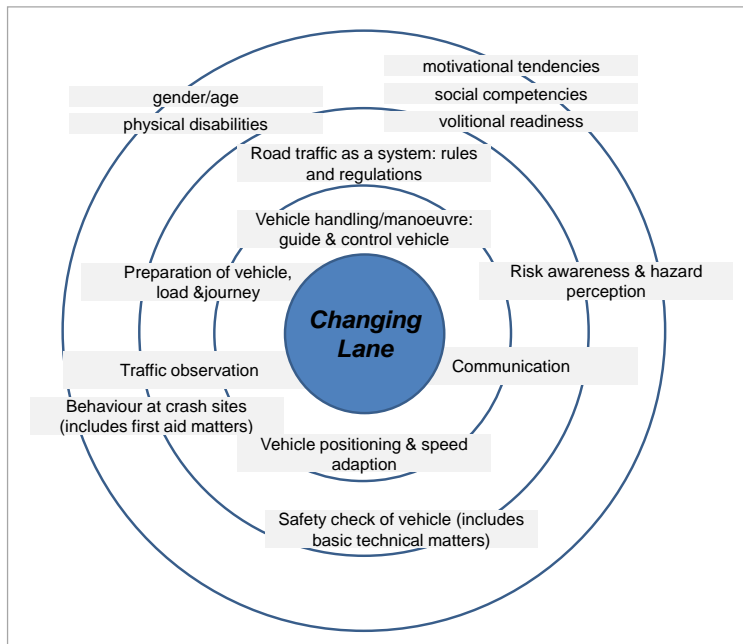 motivational tendencies
gender/age
social competencies
physical disabilities
volitional readiness
Road traffic as a system: rules
and regulations
Vehicle handling/manoeuvre:
guide & control vehicle
Preparation of vehicle,
load &journey
Risk awareness & hazard
perception
Changing
Lane
Traffic observation
Communication
Behaviour at crash sites
(includes first aid matters)
Vehicle positioning & speed
adaption
Safety check of vehicle (includes
basic technical matters)